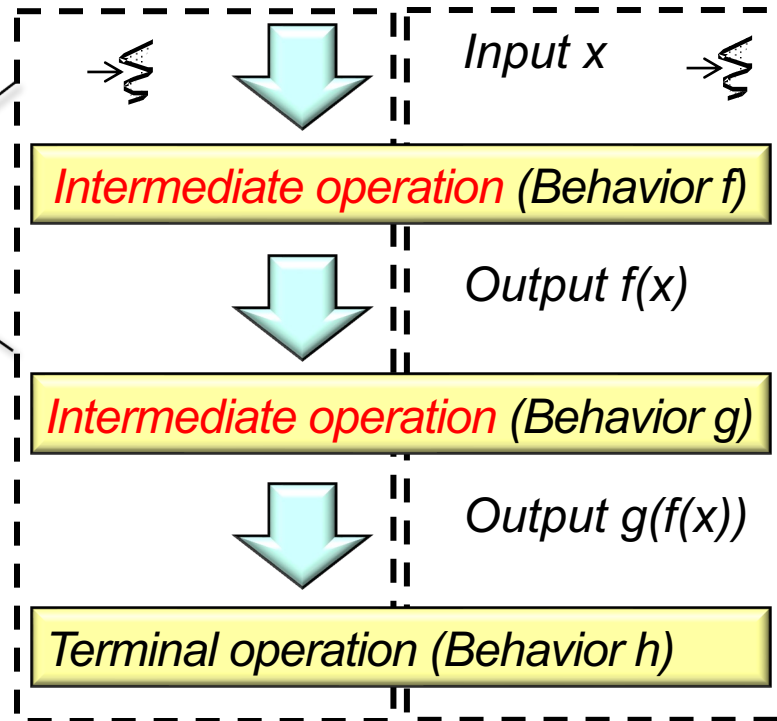 Input x
Intermediate operation (Behavior f)
Output f(x)
Intermediate operation (Behavior g)
Output g(f(x))
Terminal operation (Behavior h)